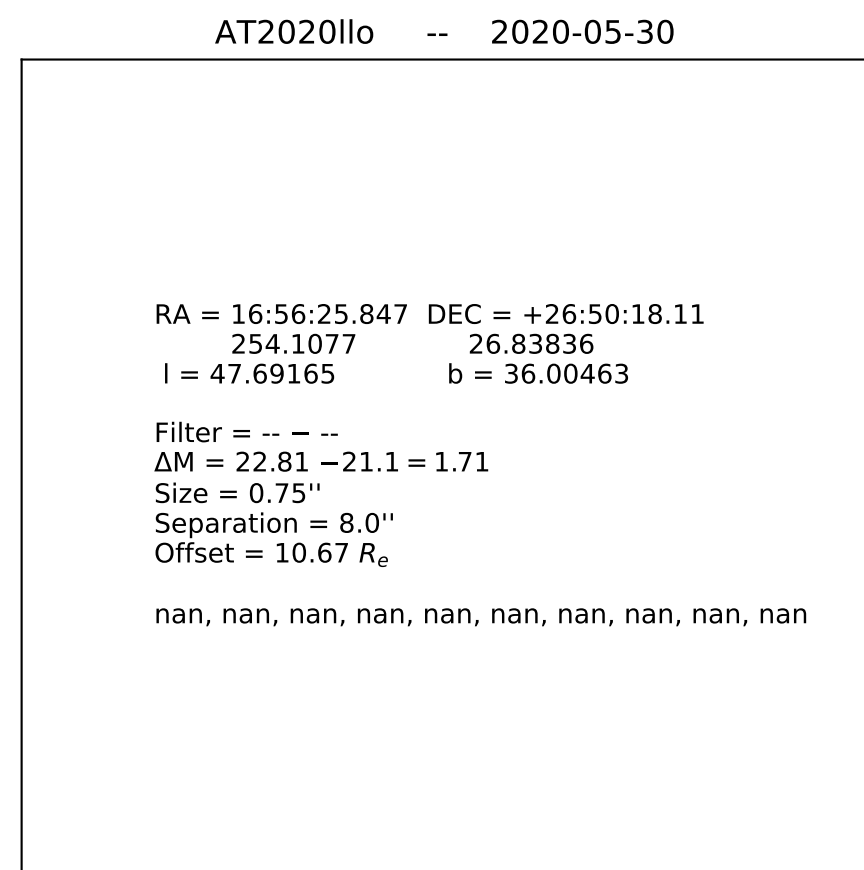 AT2020llo -- 2020-05-30
RA = 16:56:25.847 DEC = +26:50:18.11
254.1077 26.83836
l = 47.69165 b = 36.00463
Filter = -- − --
ΔM = 22.81 −21.1 = 1.71
Size = 0.75''
Separation = 8.0''
Offset = 10.67 Rₑ
nan, nan, nan, nan, nan, nan, nan, nan, nan, nan